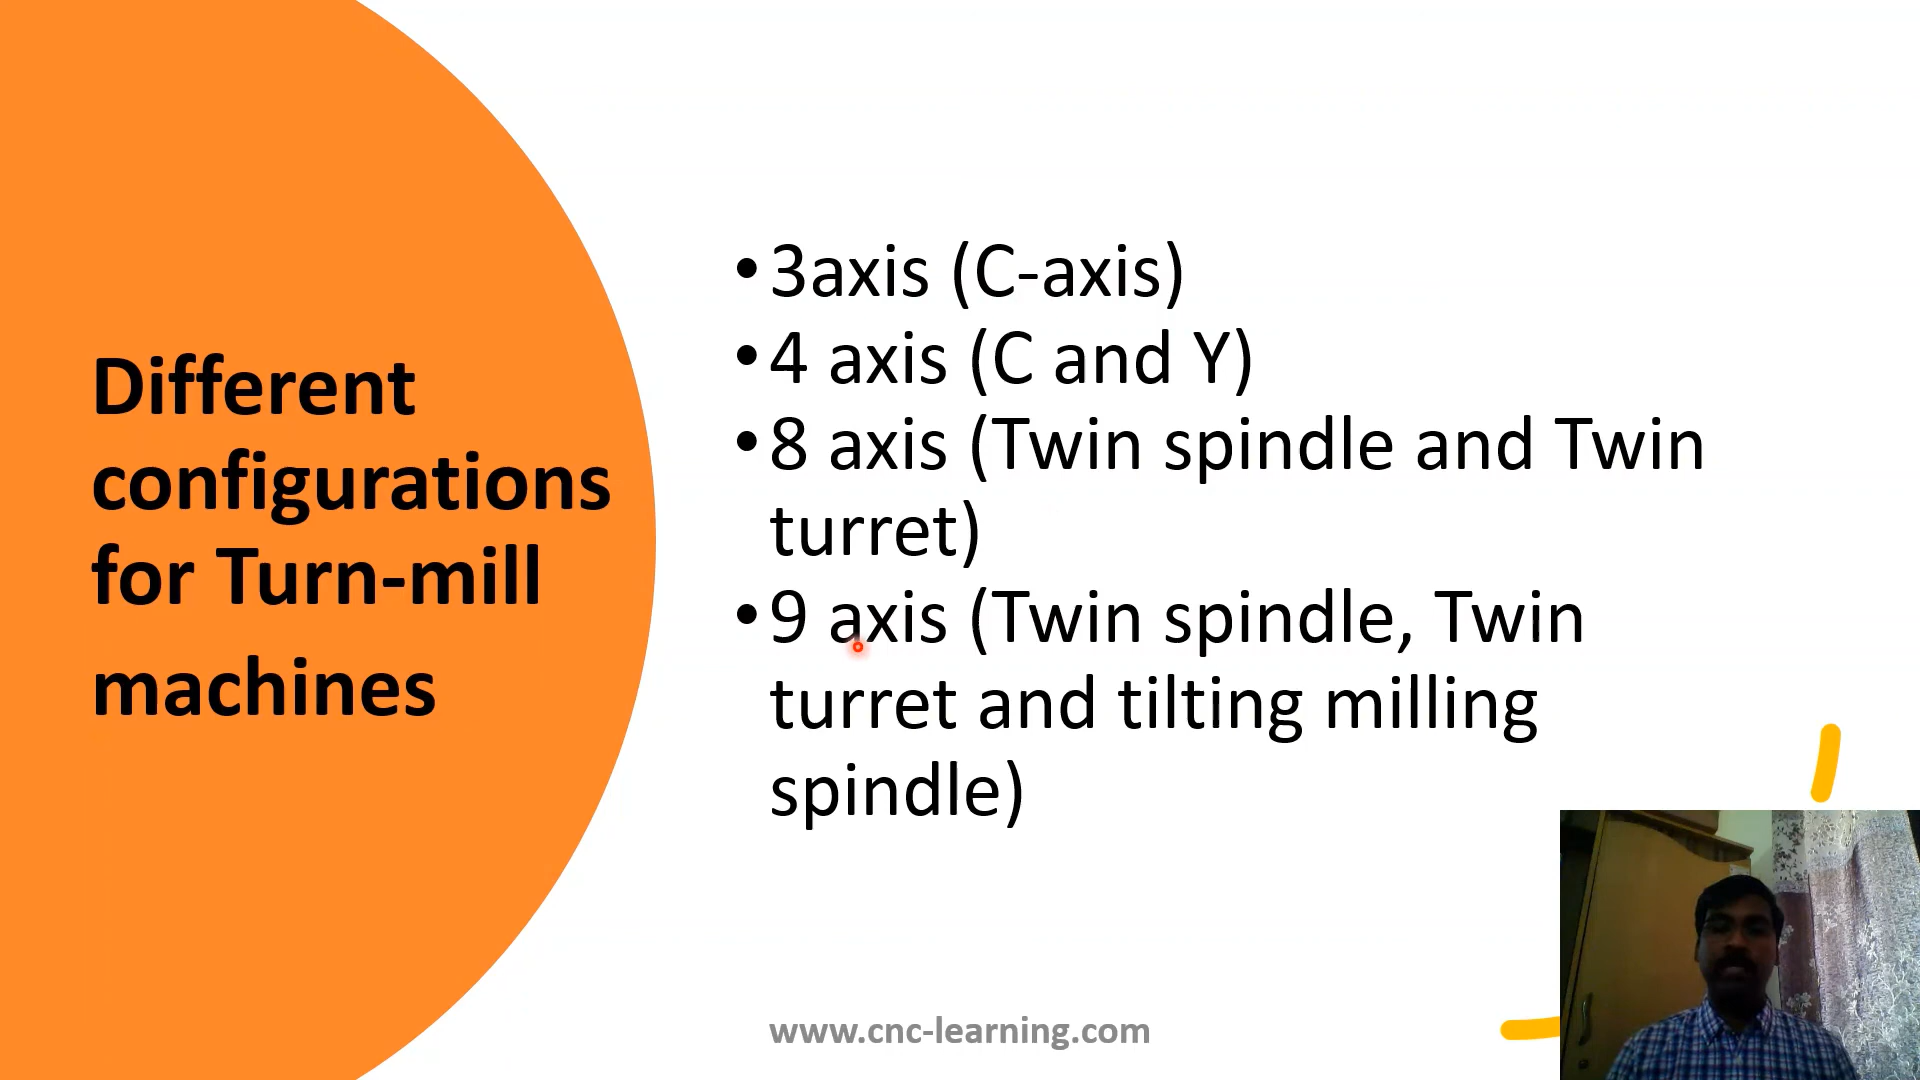 Different
configurations
for Turn-mill
machines
•3axis (C-axis)
•4 axis (C and Y)
•8 axis (Twin spindle and Twin
turret)
•9 axis (Twin spindle, Twin
turret and tilting milling
spindle)
www.cnc-learning.com